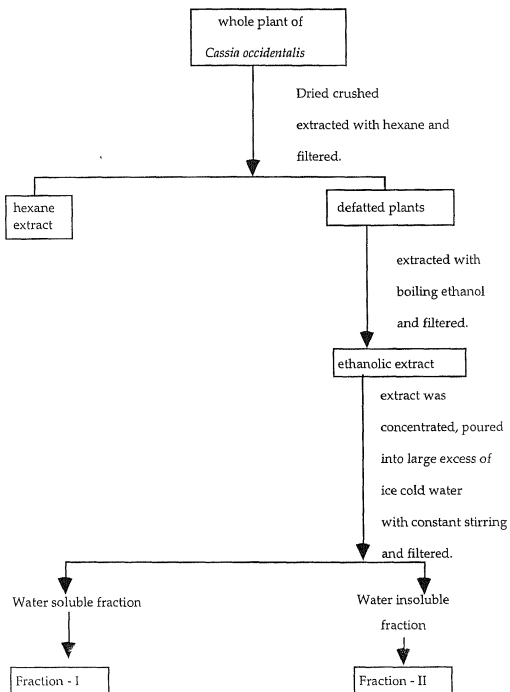 whole plant of
Cassia occidentalis
Dried crushed
extracted with hexane and
filtered.
hexane
extract
defatted plants
extracted with
boiling ethanol
and filtered.
ethanolic extract
extract was
concentrated, poured
into large excess of
ice cold water
with constant stirring
and filtered.
Water soluble fraction
Water insoluble
fraction
Fraction - I
Fraction - II